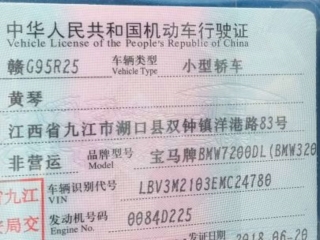 中华人民共和国机动车行驶证
Vehicle License of the People's Republic of China
赣G95R25 车辆类型 Vehicle Type 小型轿车
黄琴
江西省九江市湖口县双钟镇洋港路83号
非营运 品牌型号 Model 宝马牌BMW7200DL(BMW320
车辆识别代号 VIN LBV3M2103EMC24780
发动机号码 Engine No. 0084D225
九江
局交
发证日期 2018-06-20